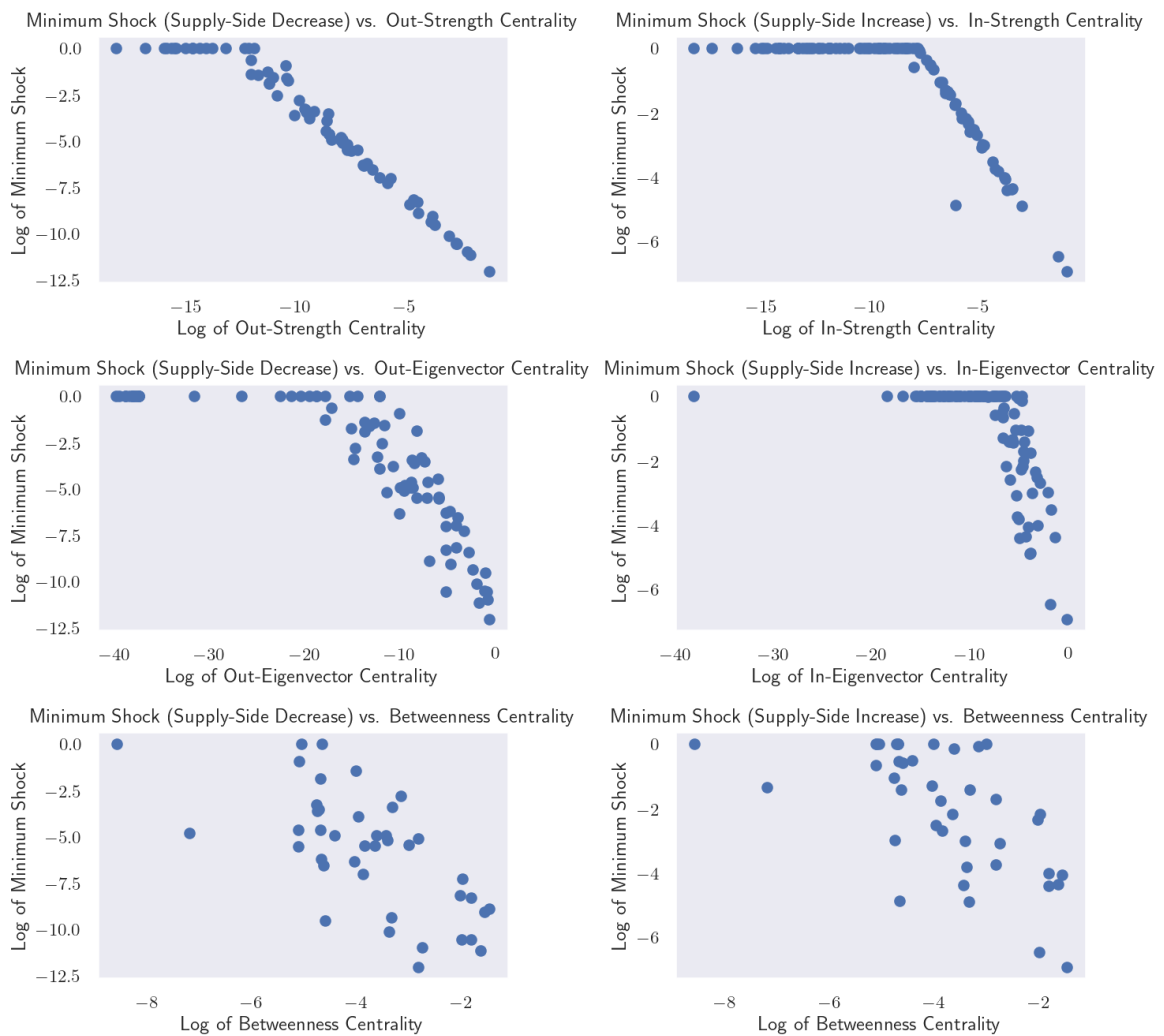 Minimum Shock (Supply-Side Decrease) vs. Out-Strength Centrality
0.0
−2.5
−5.0
−7.5
−10.0
−12.5
Log of Minimum Shock
−15 −10 −5
Log of Out-Strength Centrality
Minimum Shock (Supply-Side Increase) vs. In-Strength Centrality
0
−2
−4
−6
Log of Minimum Shock
−15 −10 −5
Log of In-Strength Centrality
Minimum Shock (Supply-Side Decrease) vs. Out-Eigenvector Centrality
0.0
−2.5
−5.0
−7.5
−10.0
−12.5
Log of Minimum Shock
−40 −30 −20 −10 0
Log of Out-Eigenvector Centrality
Minimum Shock (Supply-Side Increase) vs. In-Eigenvector Centrality
0
−2
−4
−6
Log of Minimum Shock
−40 −30 −20 −10 0
Log of In-Eigenvector Centrality
Minimum Shock (Supply-Side Decrease) vs. Betweenness Centrality
0.0
−2.5
−5.0
−7.5
−10.0
−12.5
Log of Minimum Shock
−8 −6 −4 −2
Log of Betweenness Centrality
Minimum Shock (Supply-Side Increase) vs. Betweenness Centrality
0
−2
−4
−6
Log of Minimum Shock
−8 −6 −4 −2
Log of Betweenness Centrality